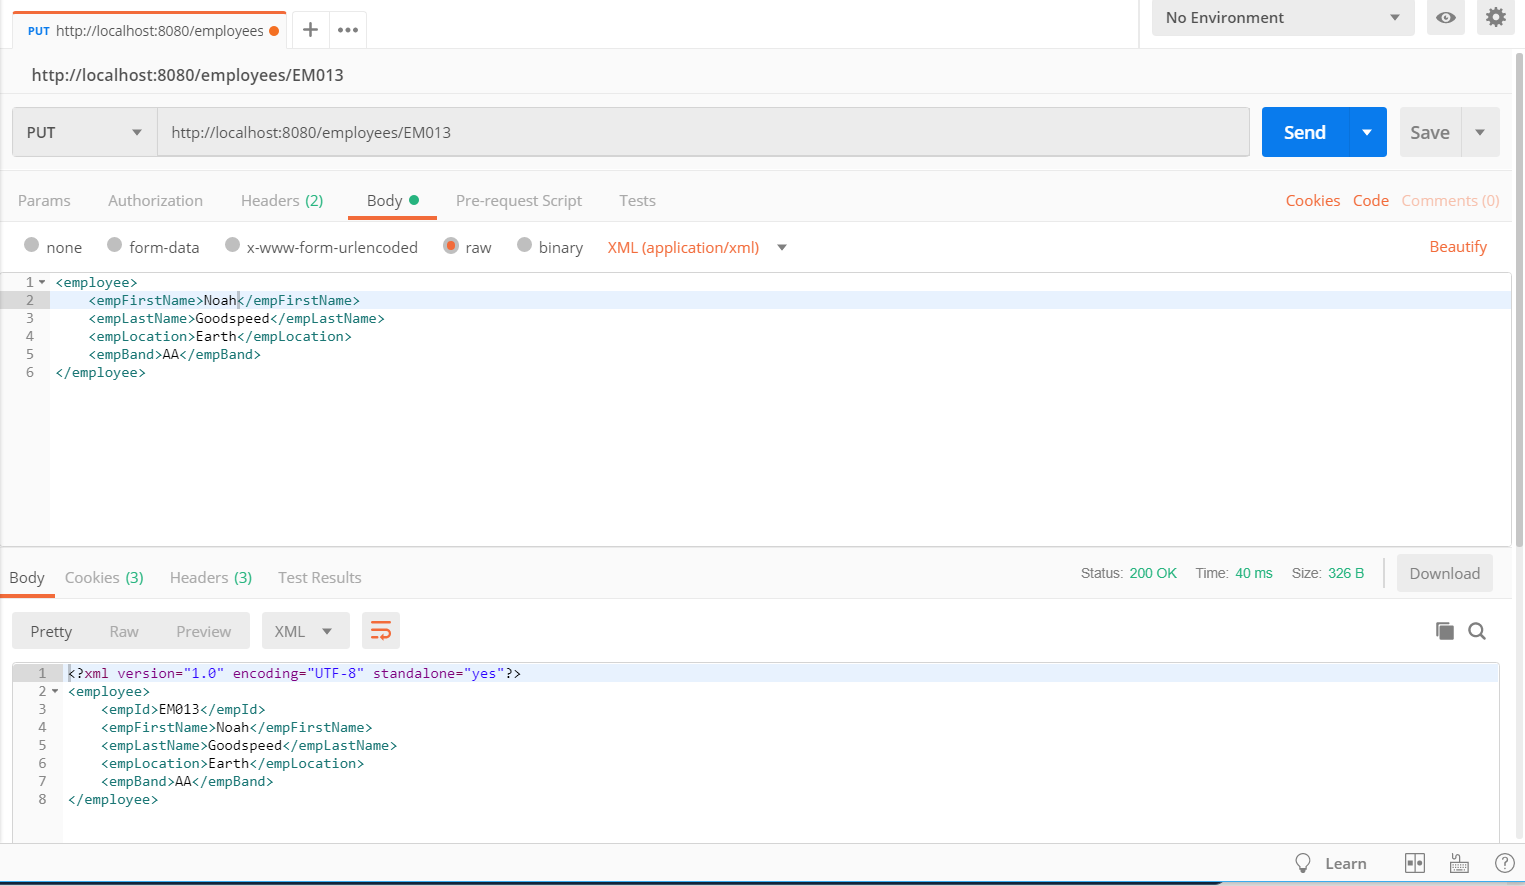 PUT http://localhost:8080/employees
No Environment
http://localhost:8080/employees/EM013
PUT http://localhost:8080/employees/EM013 Send Save
Params Authorization Headers (2) Body Pre-request Script Tests Cookies Code Comments (0)
none form-data x-www-form-urlencoded raw binary XML (application/xml) Beautify
1 <employee>
2 <empFirstName>Noah</empFirstName>
3 <empLastName>Goodspeed</empLastName>
4 <empLocation>Earth</empLocation>
5 <empBand>AA</empBand>
6 </employee>
Body Cookies (3) Headers (3) Test Results Status: 200 OK Time: 40 ms Size: 326 B Download
Pretty Raw Preview XML
1 <?xml version="1.0" encoding="UTF-8" standalone="yes"?>
2 <employee>
3 <empId>EM013</empId>
4 <empFirstName>Noah</empFirstName>
5 <empLastName>Goodspeed</empLastName>
6 <empLocation>Earth</empLocation>
7 <empBand>AA</empBand>
8 </employee>
Learn